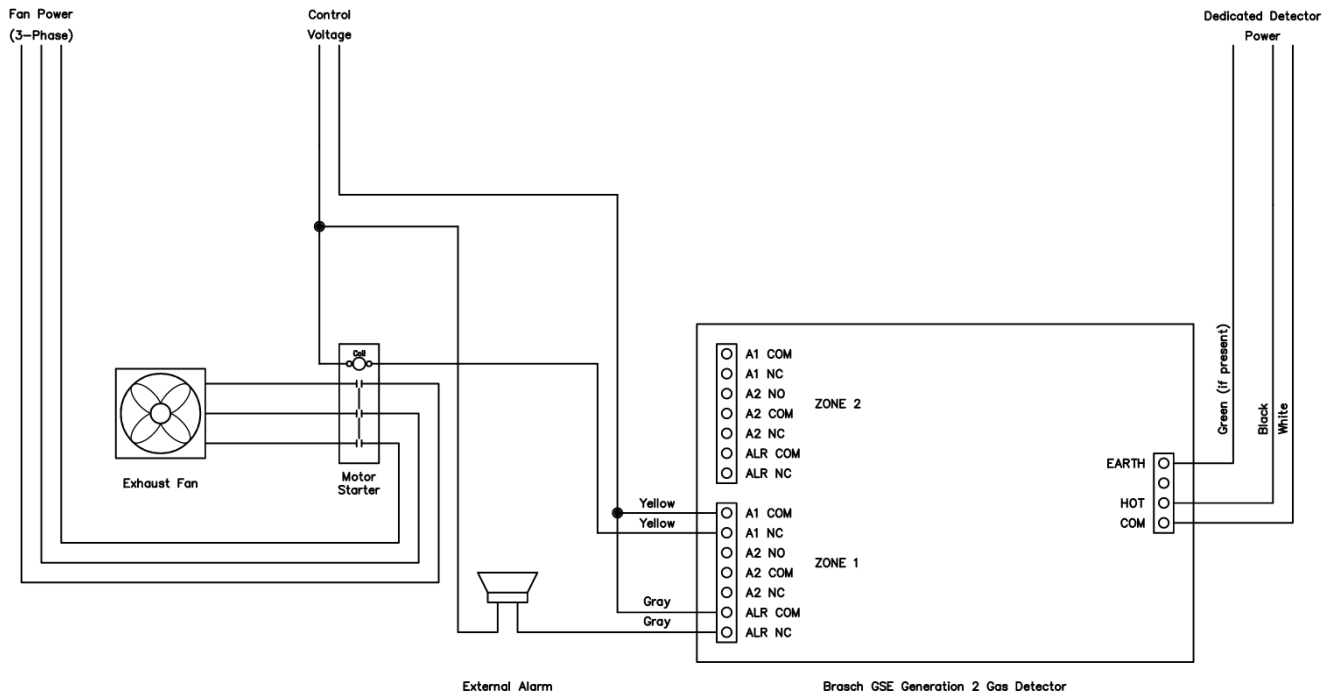 Fan Power
(3-Phase)
Control
Voltage
Dedicated Detector
Power
Coil
Exhaust Fan
Motor
Starter
A1 COM
A1 NC
A2 NO
A2 COM
A2 NC
ALR COM
ALR NC
ZONE 2
Yellow
Yellow
Gray
Gray
A1 COM
A1 NC
A2 NO
A2 COM
A2 NC
ALR COM
ALR NC
ZONE 1
EARTH
HOT
COM
Green (if present)
Black
White
External Alarm
Brasch GSE Generation 2 Gas Detector